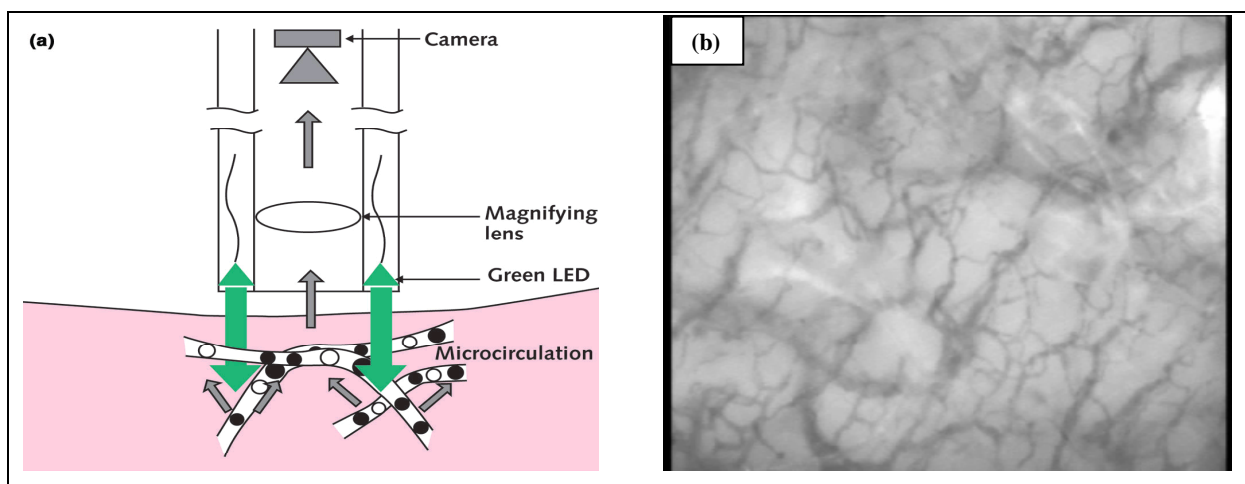 (a)
Camera
Magnifying
lens
Green LED
Microcirculation
(b)